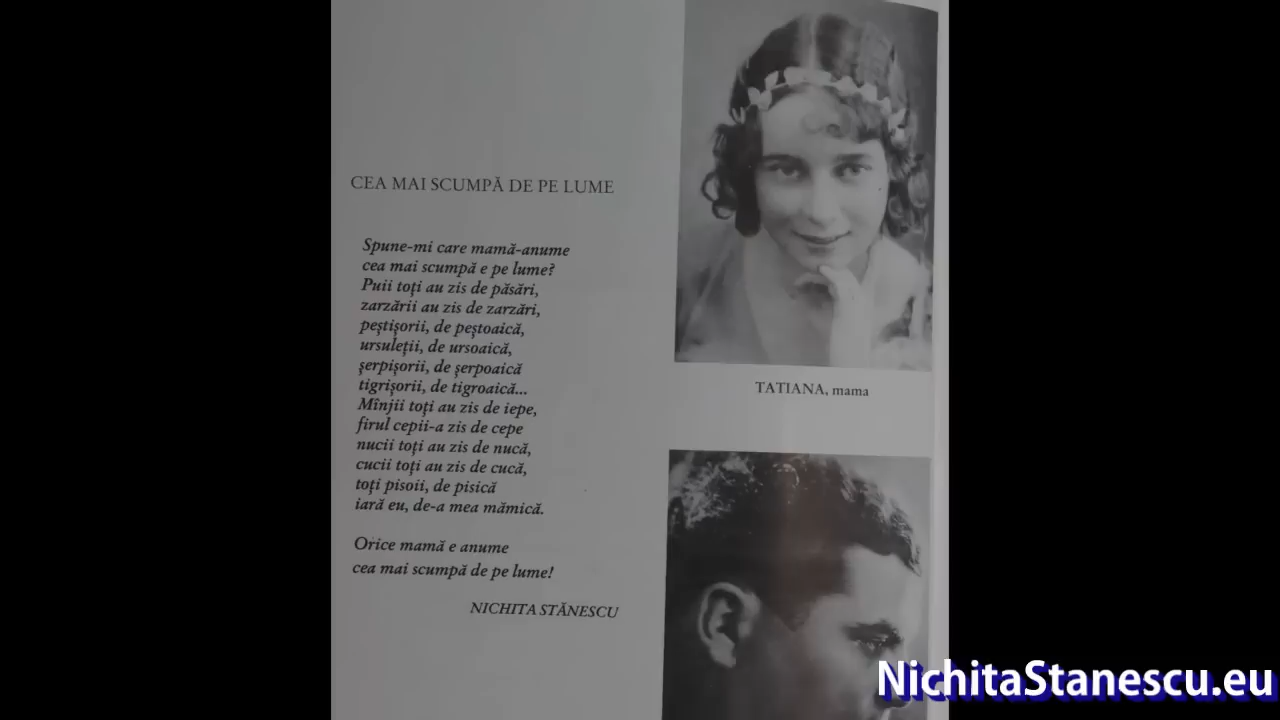 CEA MAI SCUMPĂ DE PE LUME
Spune-mi care mamă-anume
cea mai scumpă e pe lume?
Puii toți au zis de păsări,
zarzării au zis de zarzări,
peștișorii, de peștoaică,
ursuleții, de ursoaică,
șerpișorii, de șerpoaică
tigrișorii, de tigroaică...
Mînjii toți au zis de iepe,
firul cepii-a zis de cepe
nucii toți au zis de nucă,
cucii toți au zis de cucă,
toți pisoii, de pisică
iară eu, de-a mea mămică.
Orice mamă e anume
cea mai scumpă de pe lume!
NICHITA STĂNESCU
TATIANA, mama
NichitaStanescu.eu